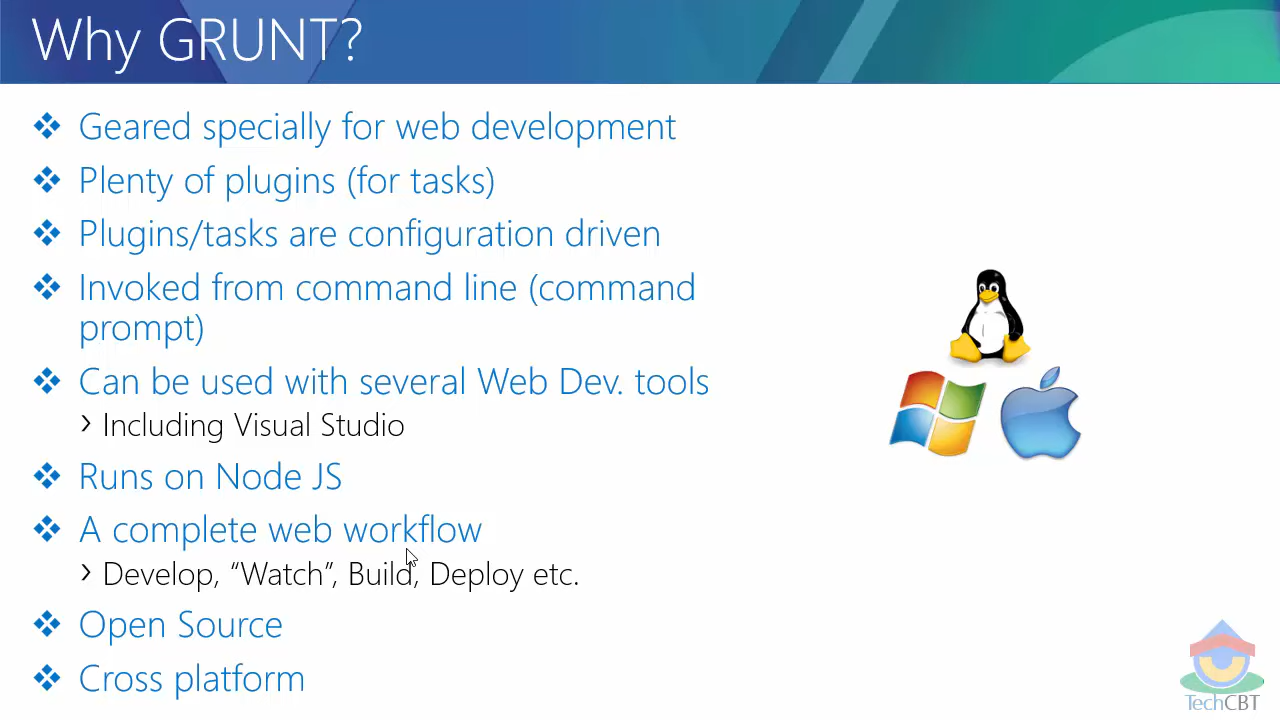 Why GRUNT?
Geared specially for web development
Plenty of plugins (for tasks)
Plugins/tasks are configuration driven
Invoked from command line (command
prompt)
Can be used with several Web Dev. tools
Including Visual Studio
Runs on Node JS
A complete web workflow
Develop, “Watch”, Build, Deploy etc.
Open Source
Cross platform
TechCBT